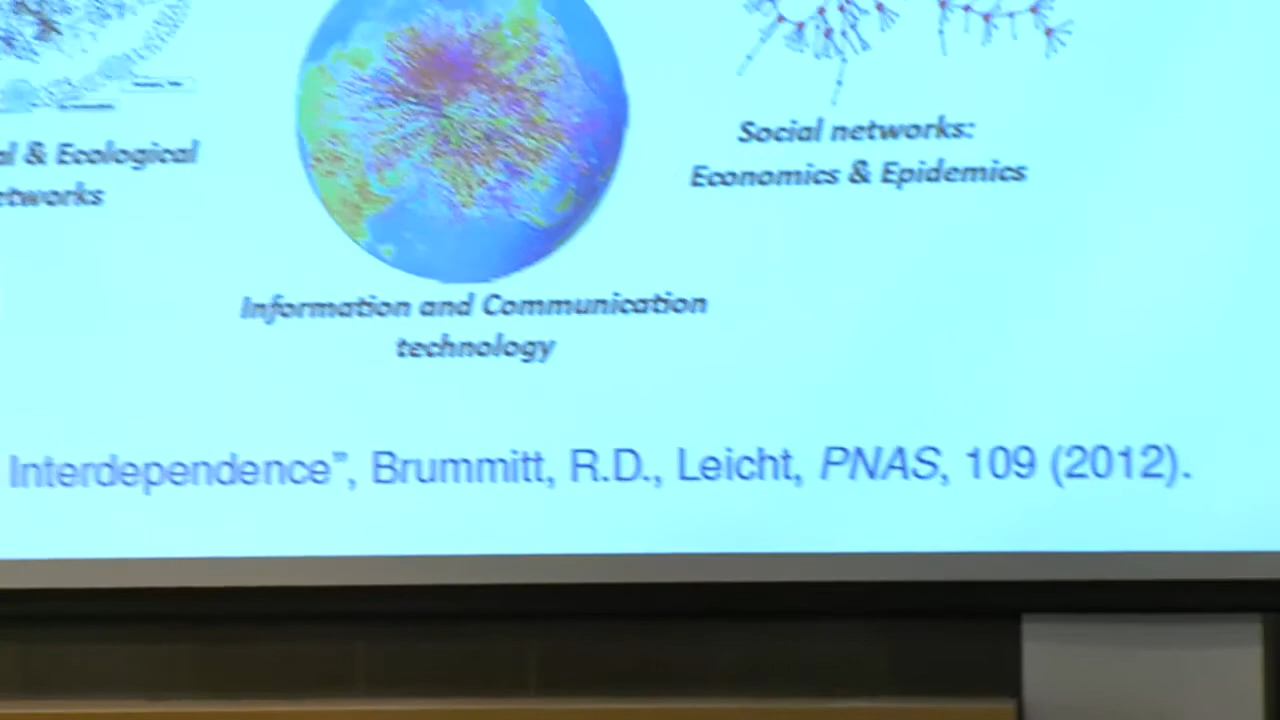 al & Ecological
etworks
Social networks:
Economics & Epidemics
Information and Communication
technology
Interdependence”, Brummitt, R.D., Leicht, PNAS, 109 (2012).